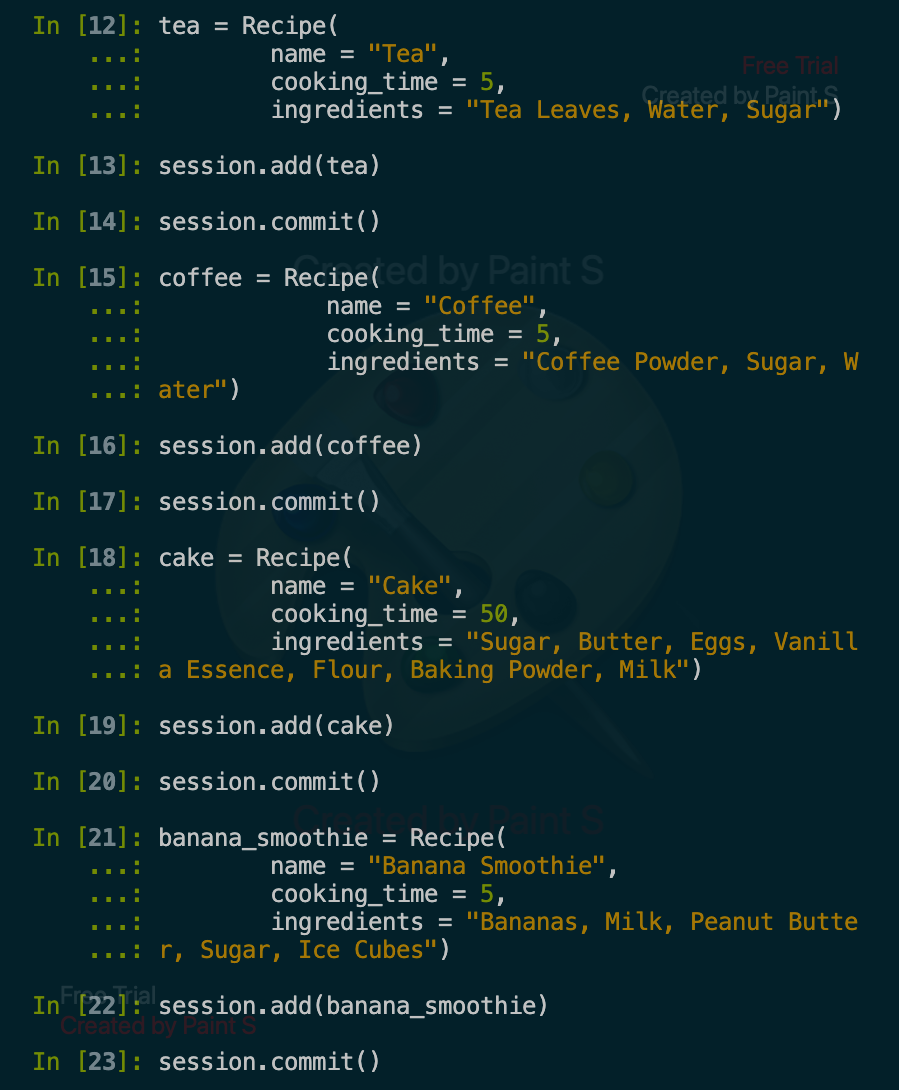 In [12]: tea = Recipe(
    ...:         name = "Tea",
    ...:         cooking_time = 5,
    ...:         ingredients = "Tea Leaves, Water, Sugar")
Free Trial
Created by Paint S
In [13]: session.add(tea)
In [14]: session.commit()
Created by Paint S
In [15]: coffee = Recipe(
    ...:             name = "Coffee",
    ...:             cooking_time = 5,
    ...:             ingredients = "Coffee Powder, Sugar, W
    ...: ater")
In [16]: session.add(coffee)
In [17]: session.commit()
In [18]: cake = Recipe(
    ...:         name = "Cake",
    ...:         cooking_time = 50,
    ...:         ingredients = "Sugar, Butter, Eggs, Vanill
    ...: a Essence, Flour, Baking Powder, Milk")
In [19]: session.add(cake)
In [20]: session.commit()
Created by Paint S
In [21]: banana_smoothie = Recipe(
    ...:         name = "Banana Smoothie",
    ...:         cooking_time = 5,
    ...:         ingredients = "Bananas, Milk, Peanut Butte
    ...: r, Sugar, Ice Cubes")
Free Trial
In [22]: session.add(banana_smoothie)
Created by Paint S
In [23]: session.commit()